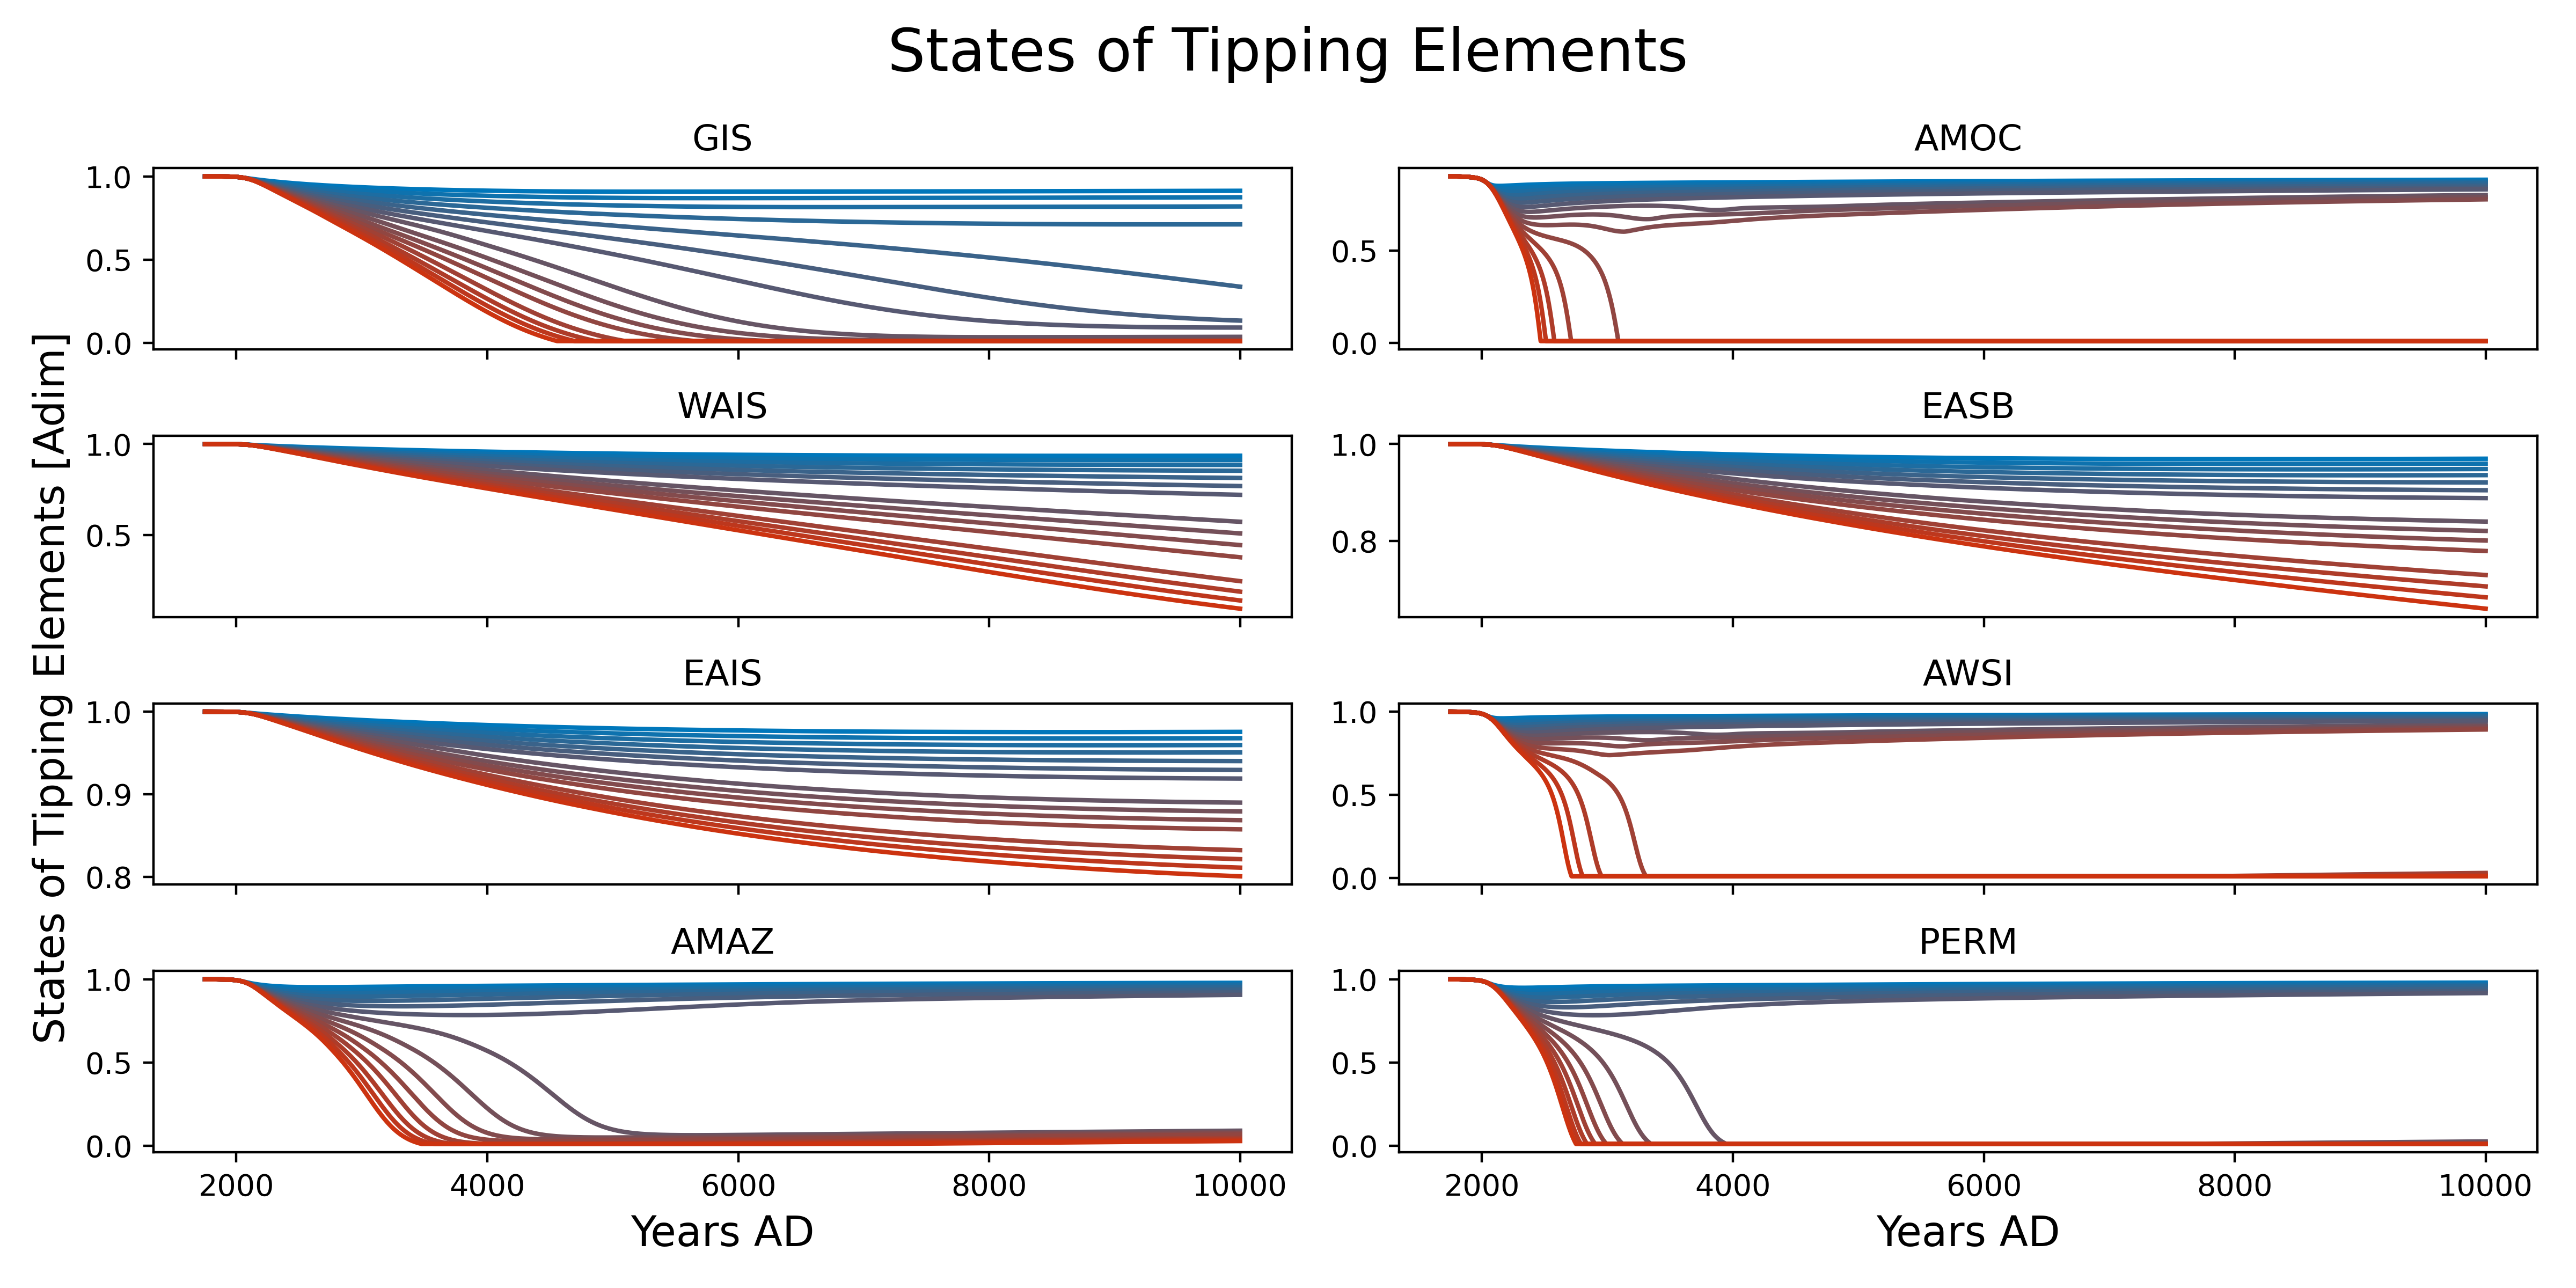 States of Tipping Elements
GIS
1.0
0.5
0.0
AMOC
0.5
0.0
WAIS
1.0
0.5
EASB
1.0
0.8
EAIS
1.0
0.9
0.8
AWSI
1.0
0.5
0.0
AMAZ
1.0
0.5
0.0
2000 4000 6000 8000 10000
Years AD
PERM
1.0
0.5
0.0
2000 4000 6000 8000 10000
Years AD
States of Tipping Elements [Adim]